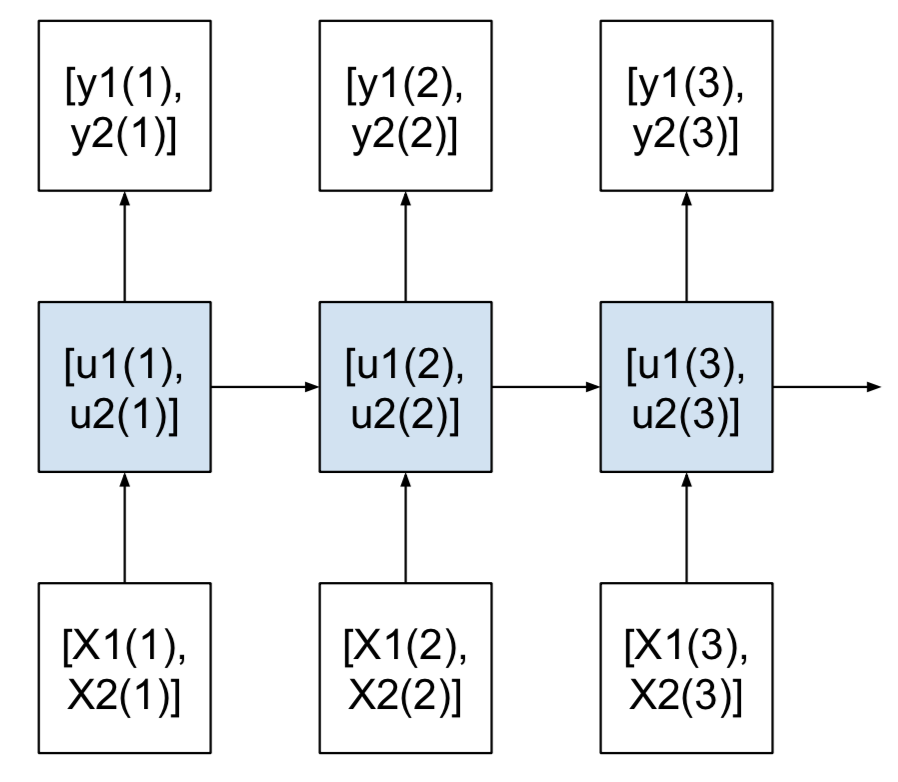 [y1(1),
y2(1)]
[y1(2),
y2(2)]
[y1(3),
y2(3)]
[u1(1),
u2(1)]
[u1(2),
u2(2)]
[u1(3),
u2(3)]
[X1(1),
X2(1)]
[X1(2),
X2(2)]
[X1(3),
X2(3)]